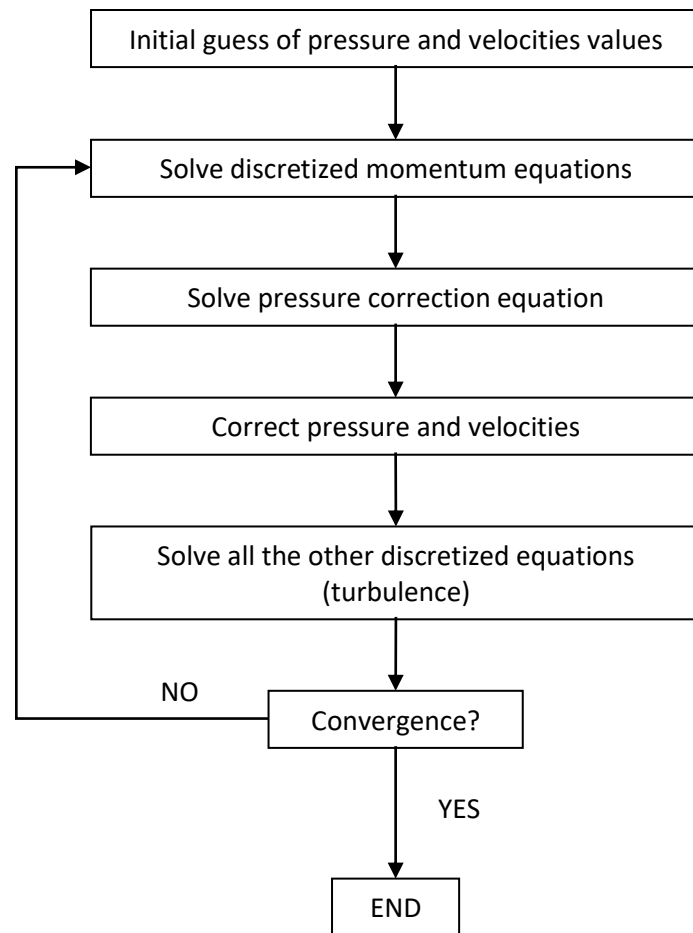 Initial guess of pressure and velocities values
Solve discretized momentum equations
Solve pressure correction equation
Correct pressure and velocities
Solve all the other discretized equations
(turbulence)
NO
Convergence?
YES
END